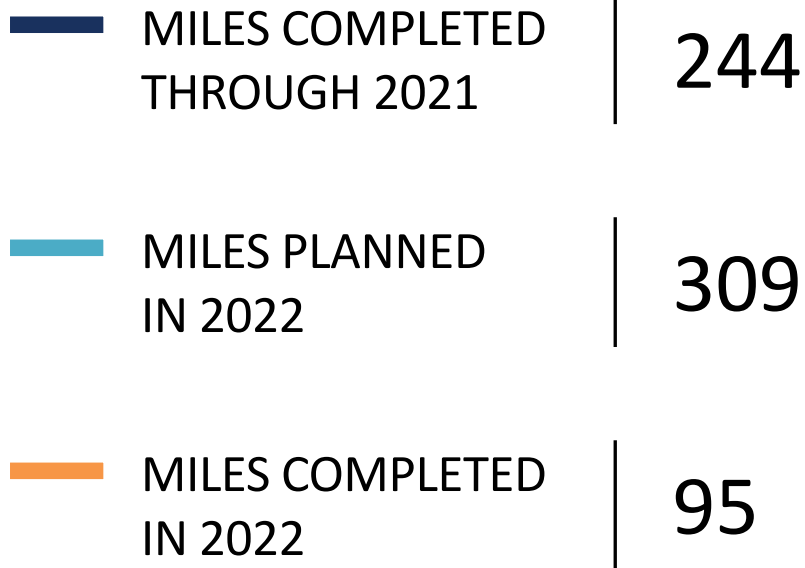 MILES COMPLETED
THROUGH 2021
244
MILES PLANNED
IN 2022
309
MILES COMPLETED
IN 2022
95